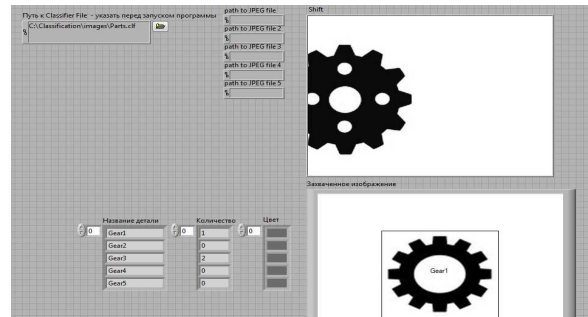 Путь к Classifier File - указать перед запуском программы
C:\Classification\images\Parts.clf
path to JPEG file
path to JPEG file 2
path to JPEG file 3
path to JPEG file 4
path to JPEG file 5
Shift
Захваченное изображение
Gear1
Название детали
Количество
Цвет
0
Gear1
0
1
0
Gear2
0
Gear3
2
Gear4
0
Gear5
0